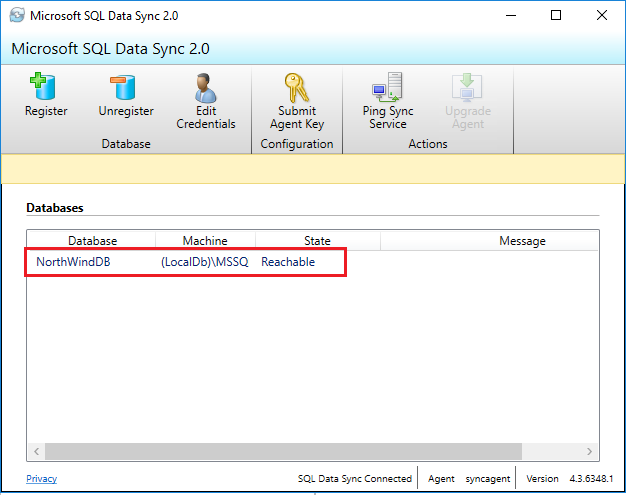 Microsoft SQL Data Sync 2.0
Microsoft SQL Data Sync 2.0
Register
Unregister
Edit
Credentials
Submit
Agent Key
Ping Sync
Service
Upgrade
Agent
Database
Configuration
Actions
Databases
Database Machine State Message
NorthWindDB (LocalDb)\MSSQ Reachable
Privacy SQL Data Sync Connected Agent syncagent Version 4.3.6348.1